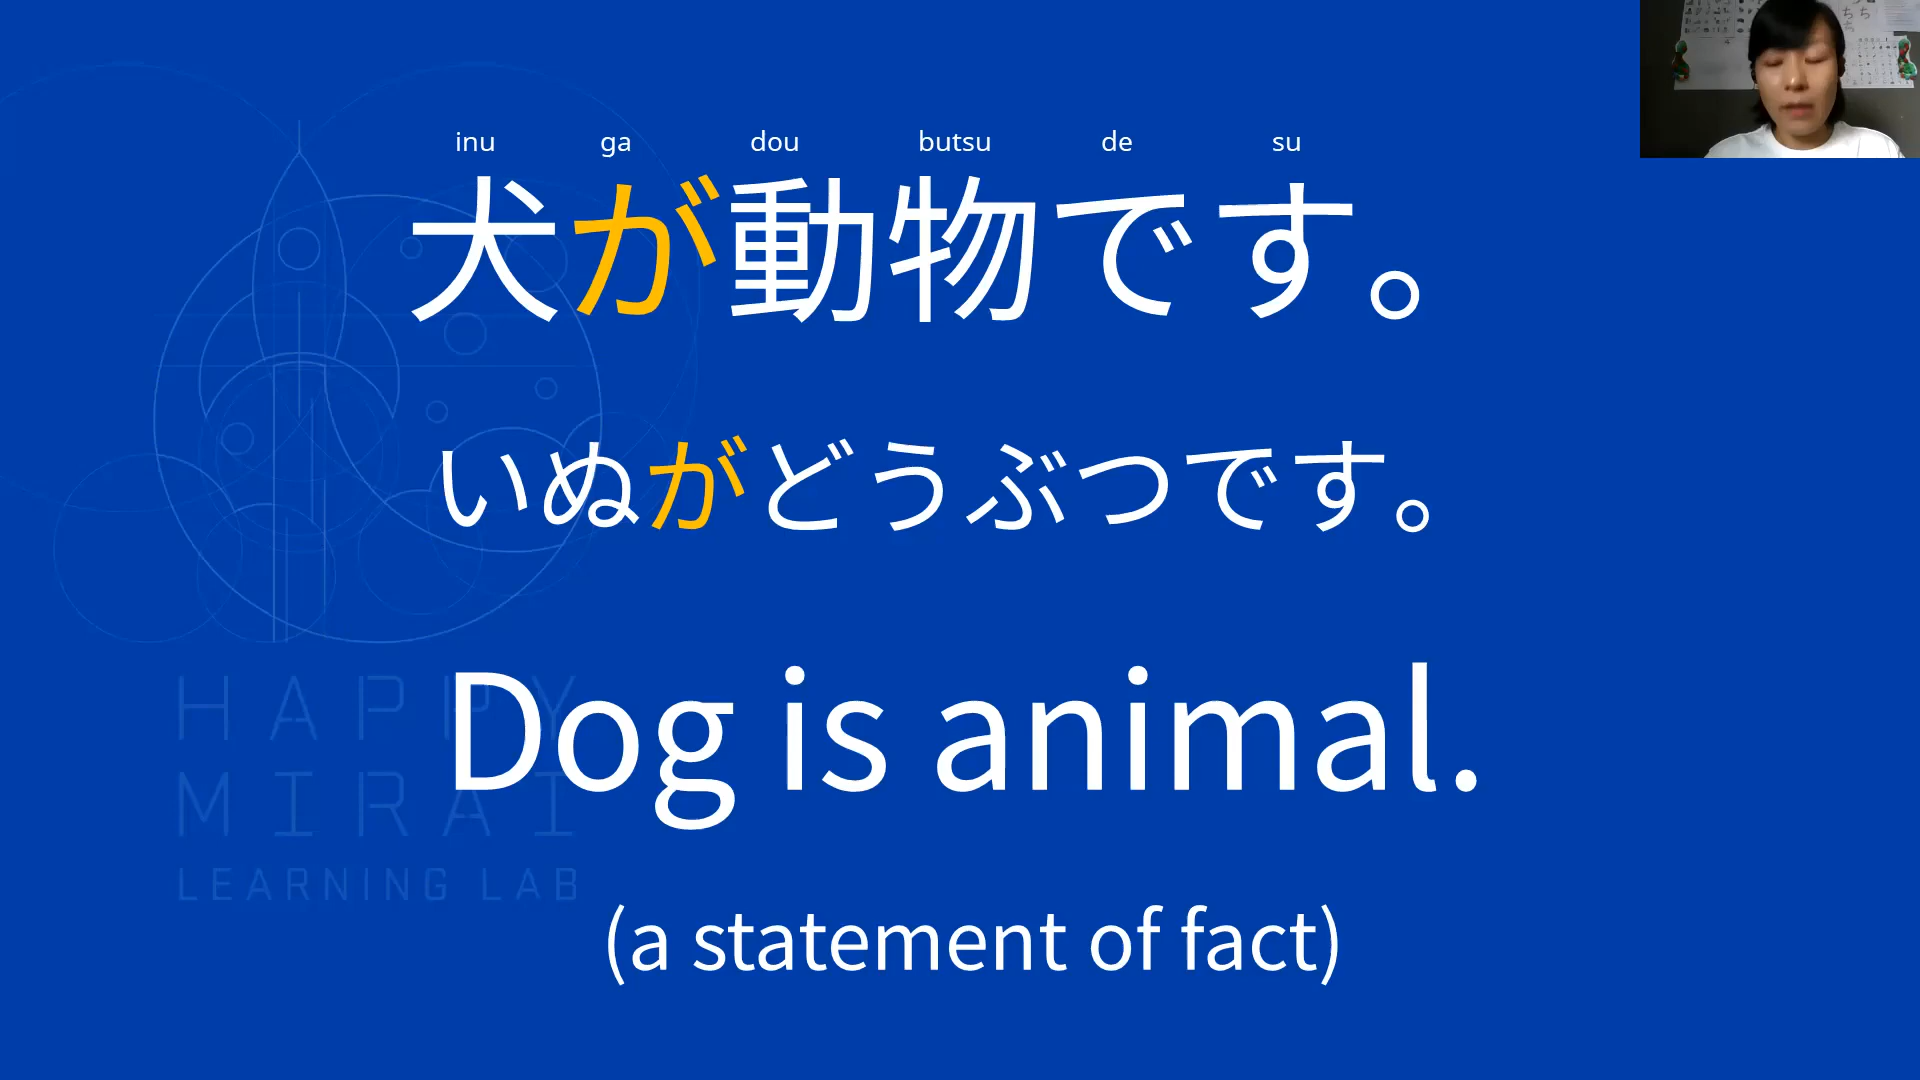 inu ga dou butsu de su
犬が動物です。
いぬがどうぶつです。
Dog is animal.
(a statement of fact)
HAPPY
MIRAI
LEARNING LAB